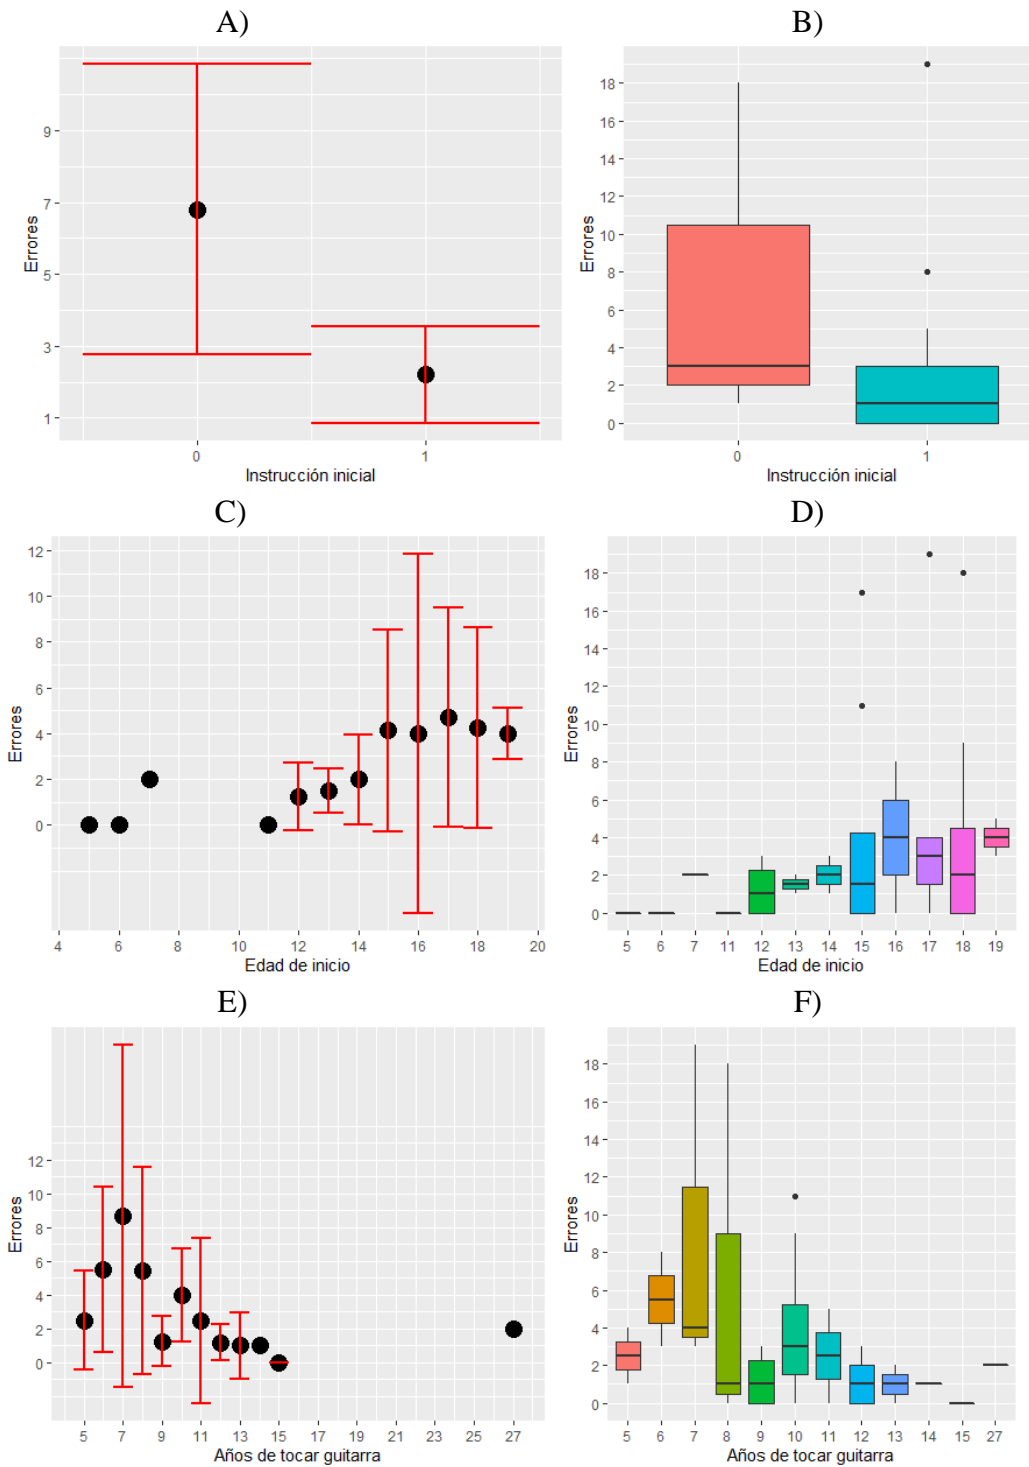 A)
B)
9
7
5
3
1
Errores
0 1
Instrucción inicial
18
16
14
12
10
8
6
4
2
0
Errores
0 1
Instrucción inicial
C)
D)
12
10
8
6
4
2
0
Errores
4 6 8 10 12 14 16 18 20
Edad de inicio
18
16
14
12
10
8
6
4
2
0
Errores
5 6 7 11 12 13 14 15 16 17 18 19
Edad de inicio
E)
F)
12
10
8
6
4
2
0
Errores
5 7 9 11 13 15 17 19 21 23 25 27
Años de tocar guitarra
18
16
14
12
10
8
6
4
2
0
Errores
5 6 7 8 9 10 11 12 13 14 15 27
Años de tocar guitarra